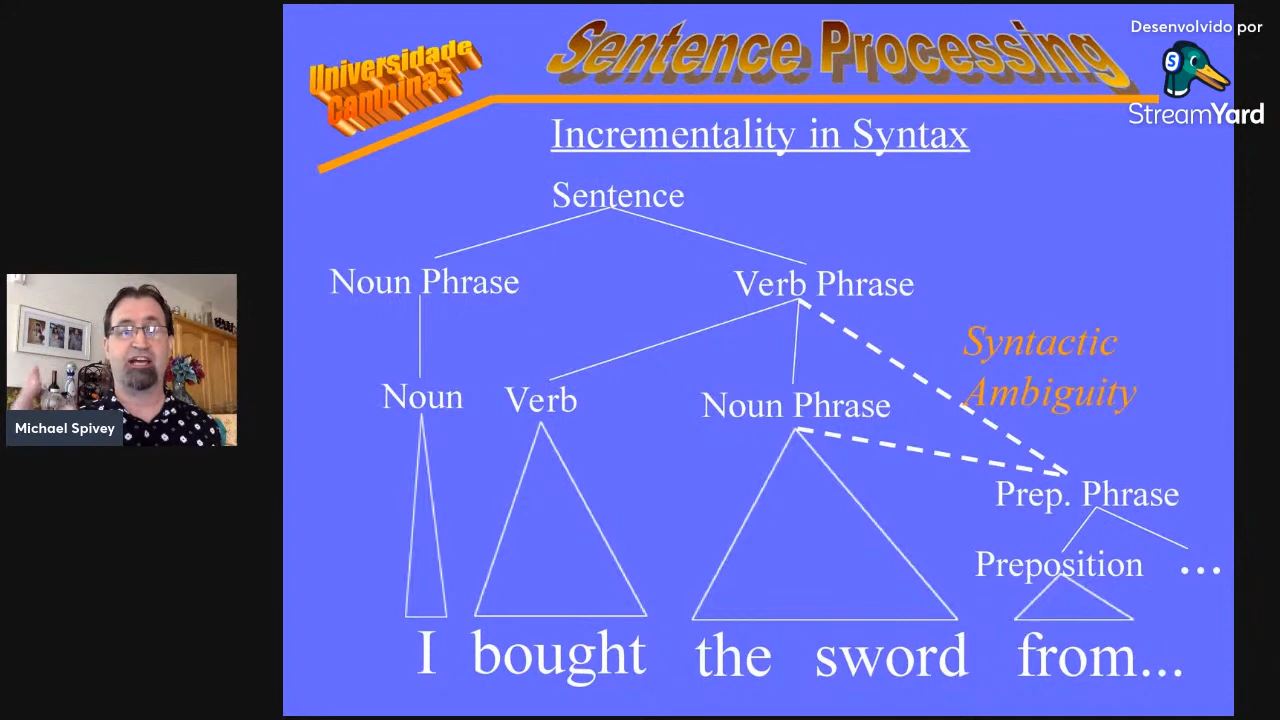 Desenvolvido por
StreamYard
Universidade
Campinas
Sentence Processing
Incrementality in Syntax
Sentence
Noun Phrase
Verb Phrase
Syntactic
Ambiguity
Noun
Verb
Noun Phrase
Prep. Phrase
Preposition
...
I bought the sword from...
Michael Spivey